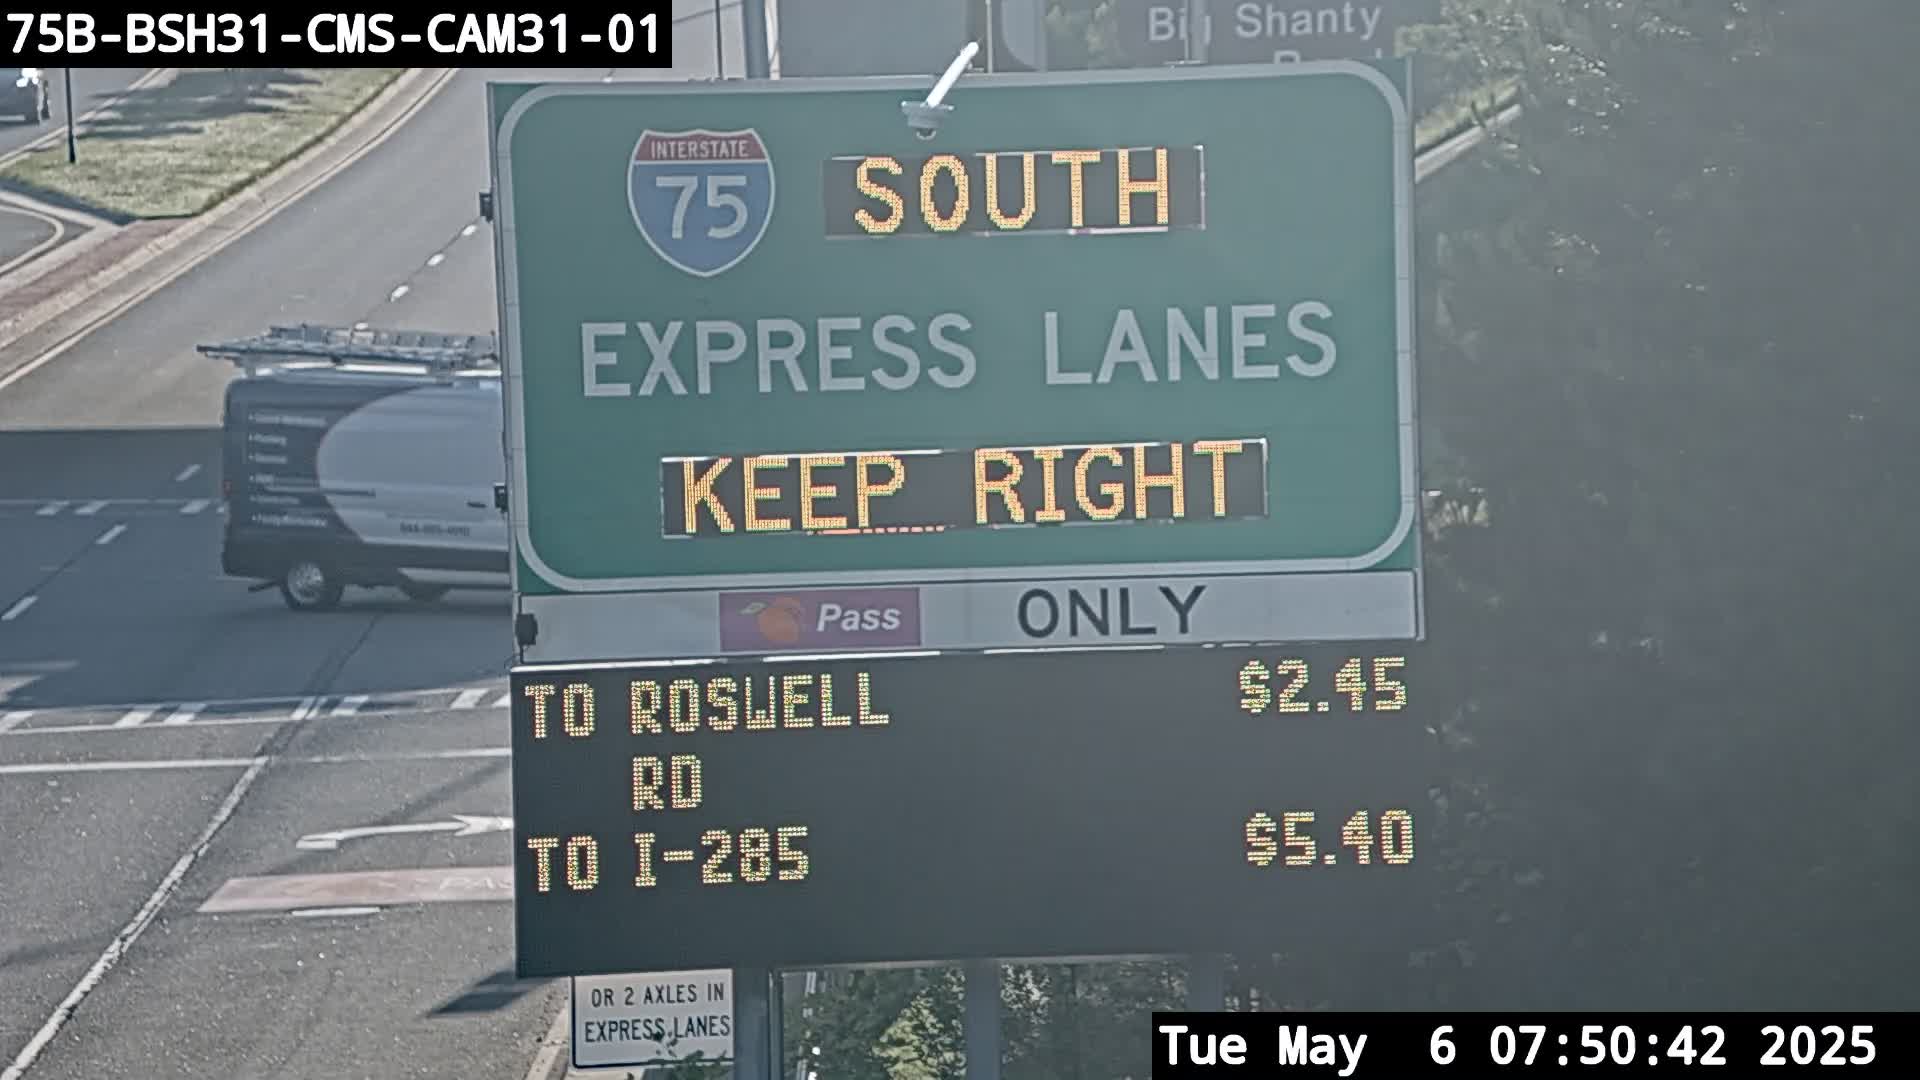 75B-BSH31-CMS-CAM31-01
Big Shanty
INTERSTATE
75
SOUTH
EXPRESS LANES
KEEP RIGHT
Pass
ONLY
TO ROSWELL $2.45
RD
TO I-285 $5.40
OR 2 AXLES IN
EXPRESS LANES
Tue May 6 07:50:42 2025